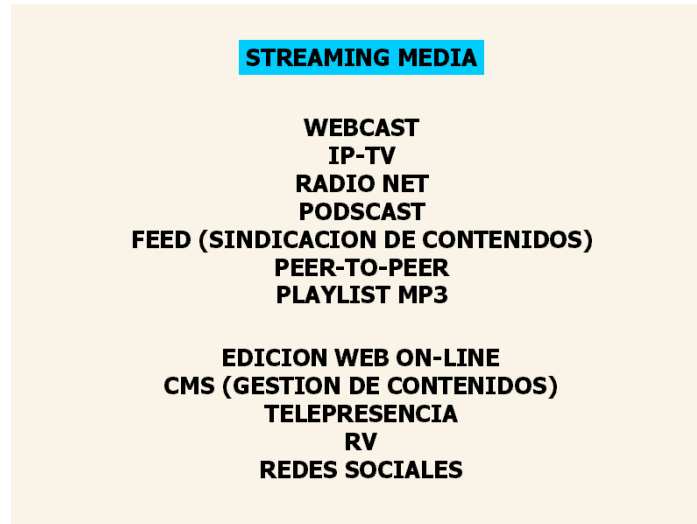 STREAMING MEDIA
WEBCAST
IP-TV
RADIO NET
PODSCAST
FEED (SINDICACION DE CONTENIDOS)
PEER-TO-PEER
PLAYLIST MP3
EDICION WEB ON-LINE
CMS (GESTION DE CONTENIDOS)
TELEPRESENCIA
RV
REDES SOCIALES